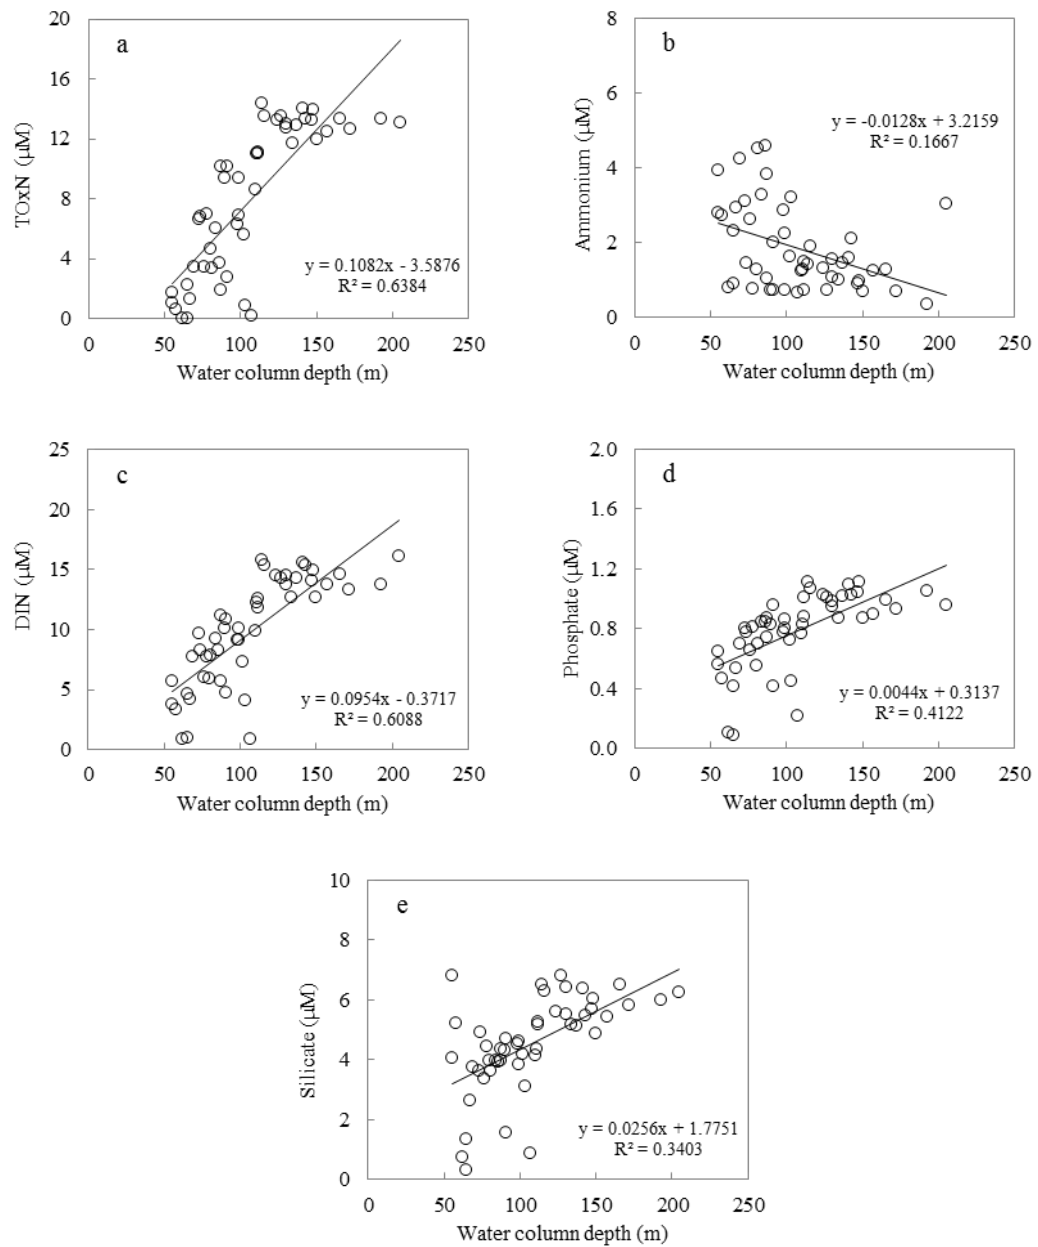 a
TOxN (µM)
20
16
12
8
4
0
y = 0.1082x - 3.5876
R² = 0.6384
0 50 100 150 200 250
Water column depth (m)
b
Ammonium (µM)
8
6
4
2
0
y = -0.0128x + 3.2159
R² = 0.1667
0 50 100 150 200 250
Water column depth (m)
c
DIN (µM)
25
20
15
10
5
0
y = 0.0954x - 0.3717
R² = 0.6088
0 50 100 150 200 250
Water column depth (m)
d
Phosphate (µM)
2.0
1.6
1.2
0.8
0.4
0.0
y = 0.0044x + 0.3137
R² = 0.4122
0 50 100 150 200 250
Water column depth (m)
e
Silicate (µM)
10
8
6
4
2
0
y = 0.0256x + 1.7751
R² = 0.3403
0 50 100 150 200 250
Water column depth (m)